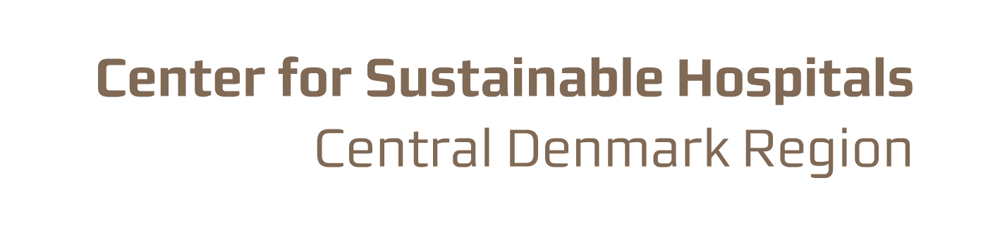 Center for Sustainable Hospitals
Central Denmark Region